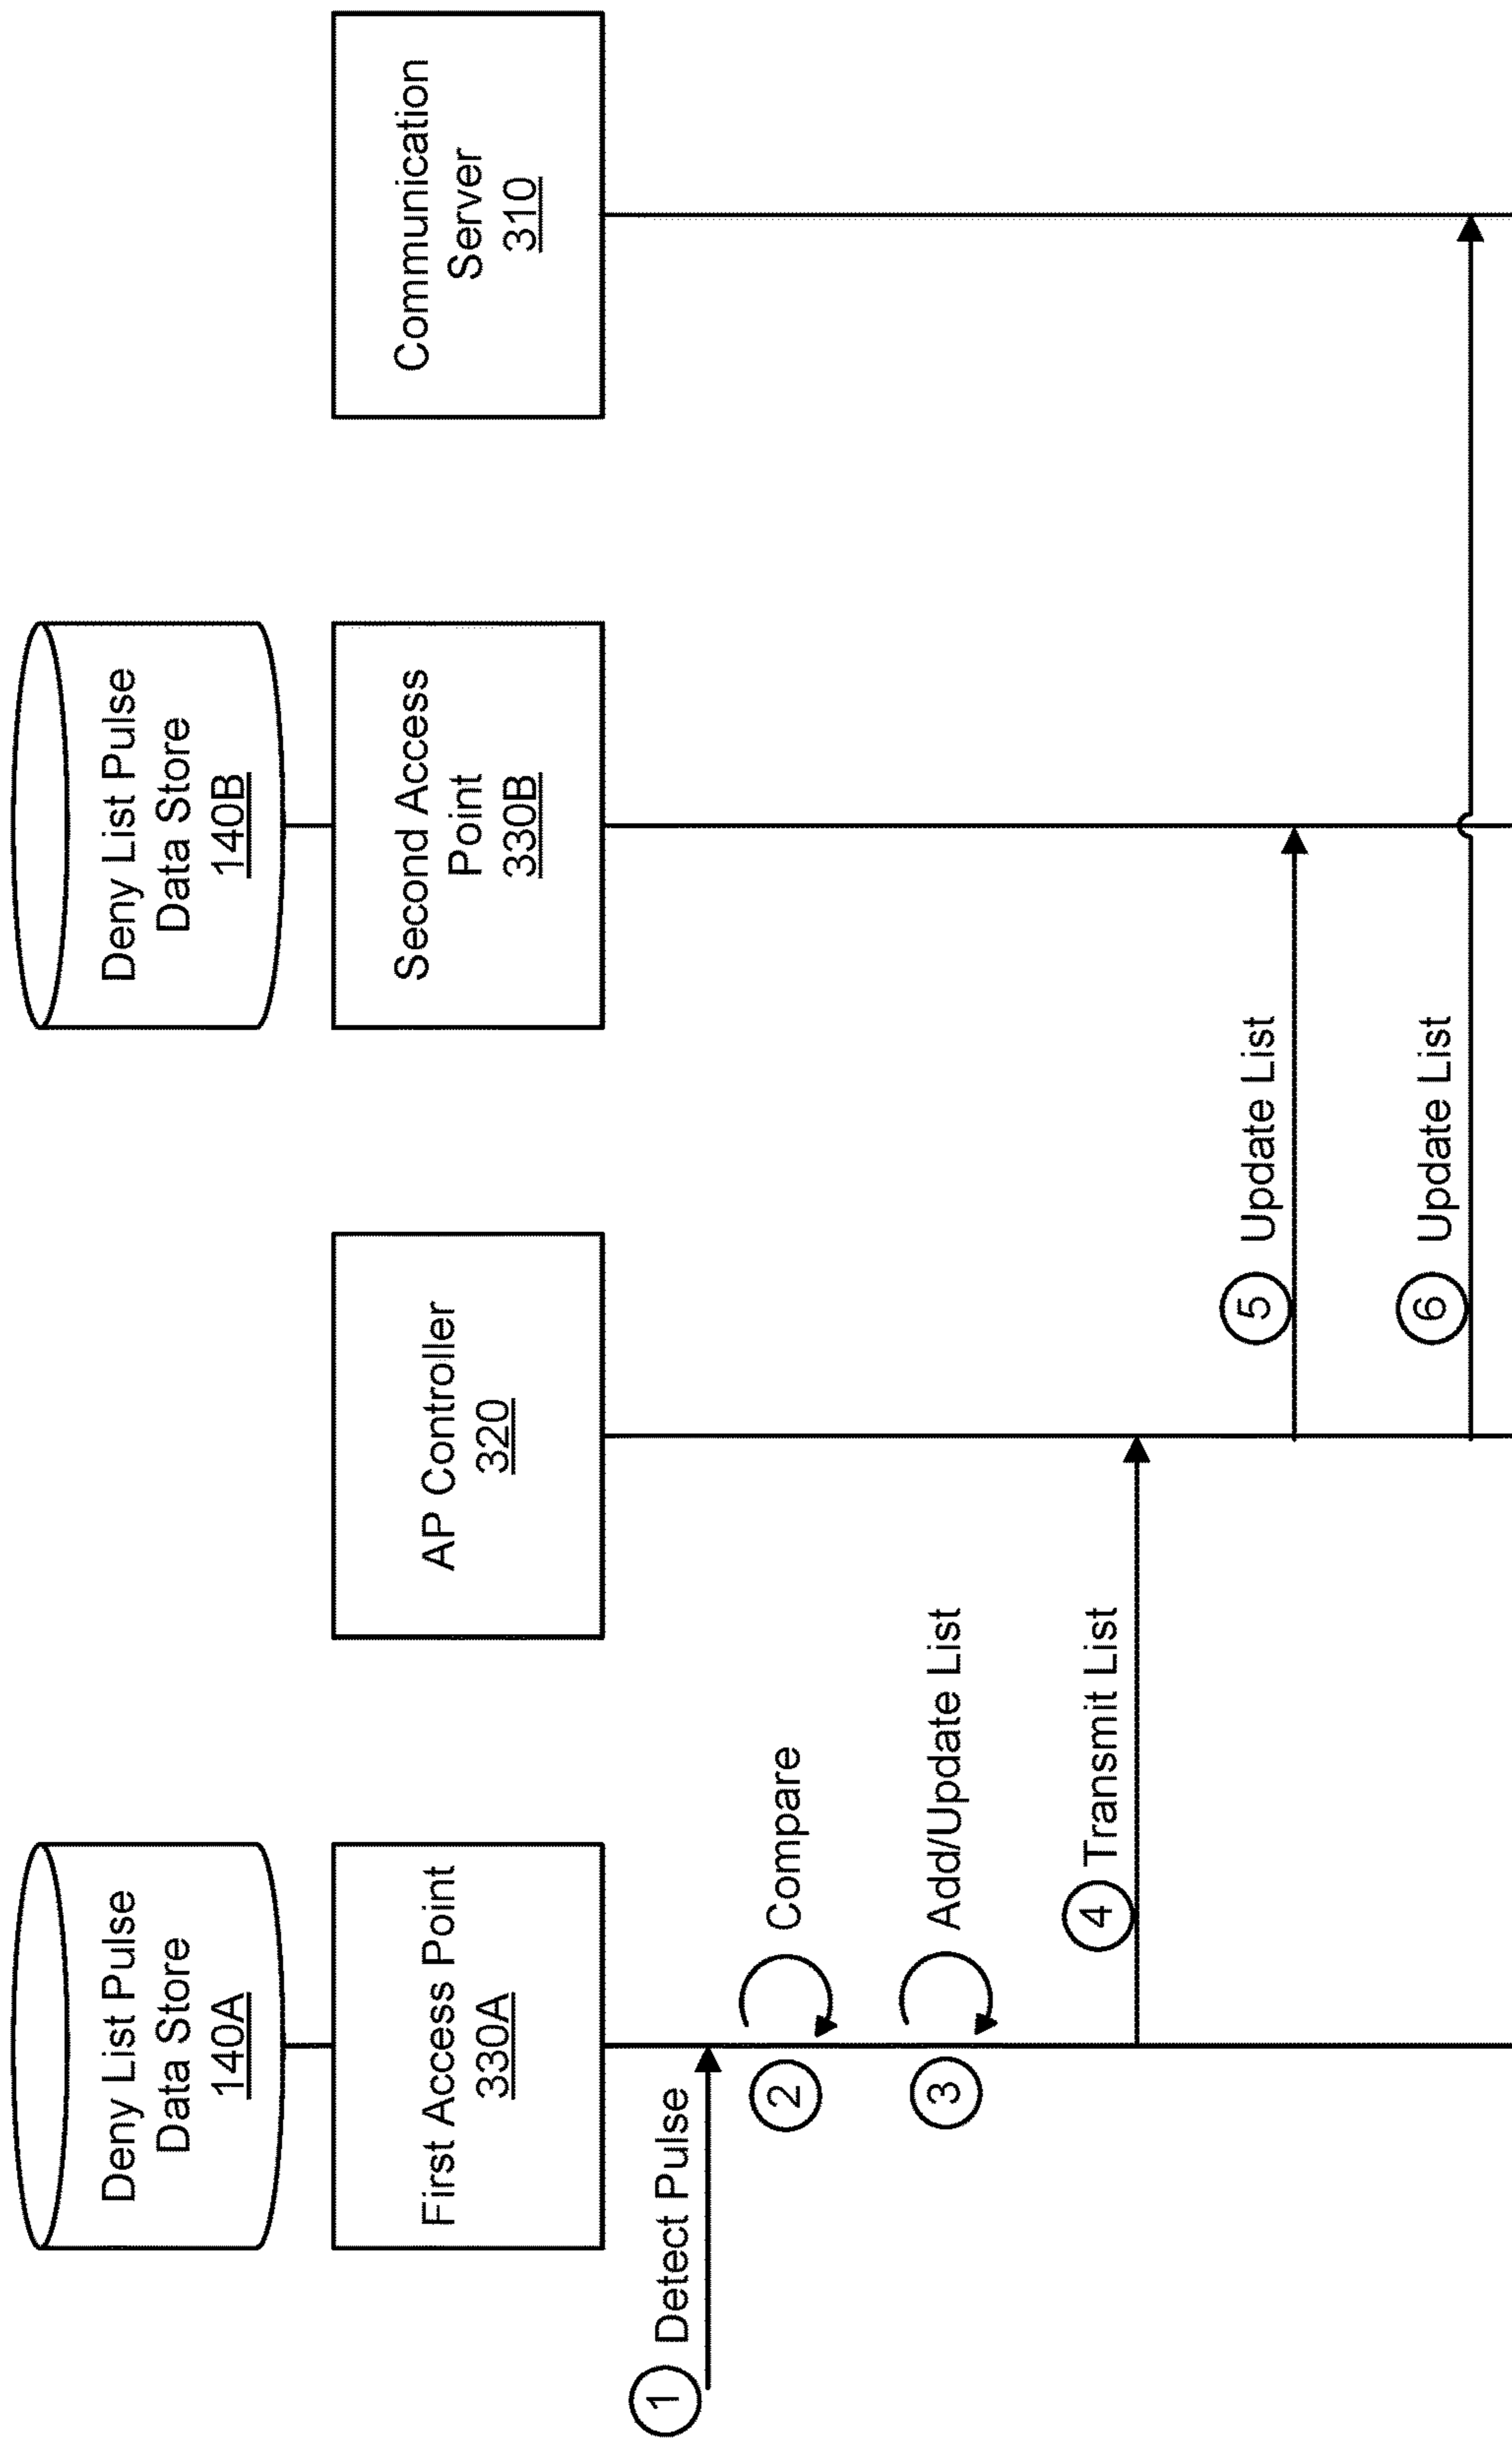 Deny List Pulse
Data Store
140A
Deny List Pulse
Data Store
140B
First Access Point
330A
AP Controller
320
Second Access
Point
330B
Communication
Server
310
1 Detect Pulse
2 Compare
3 Add/Update List
4 Transmit List
5 Update List
6 Update List